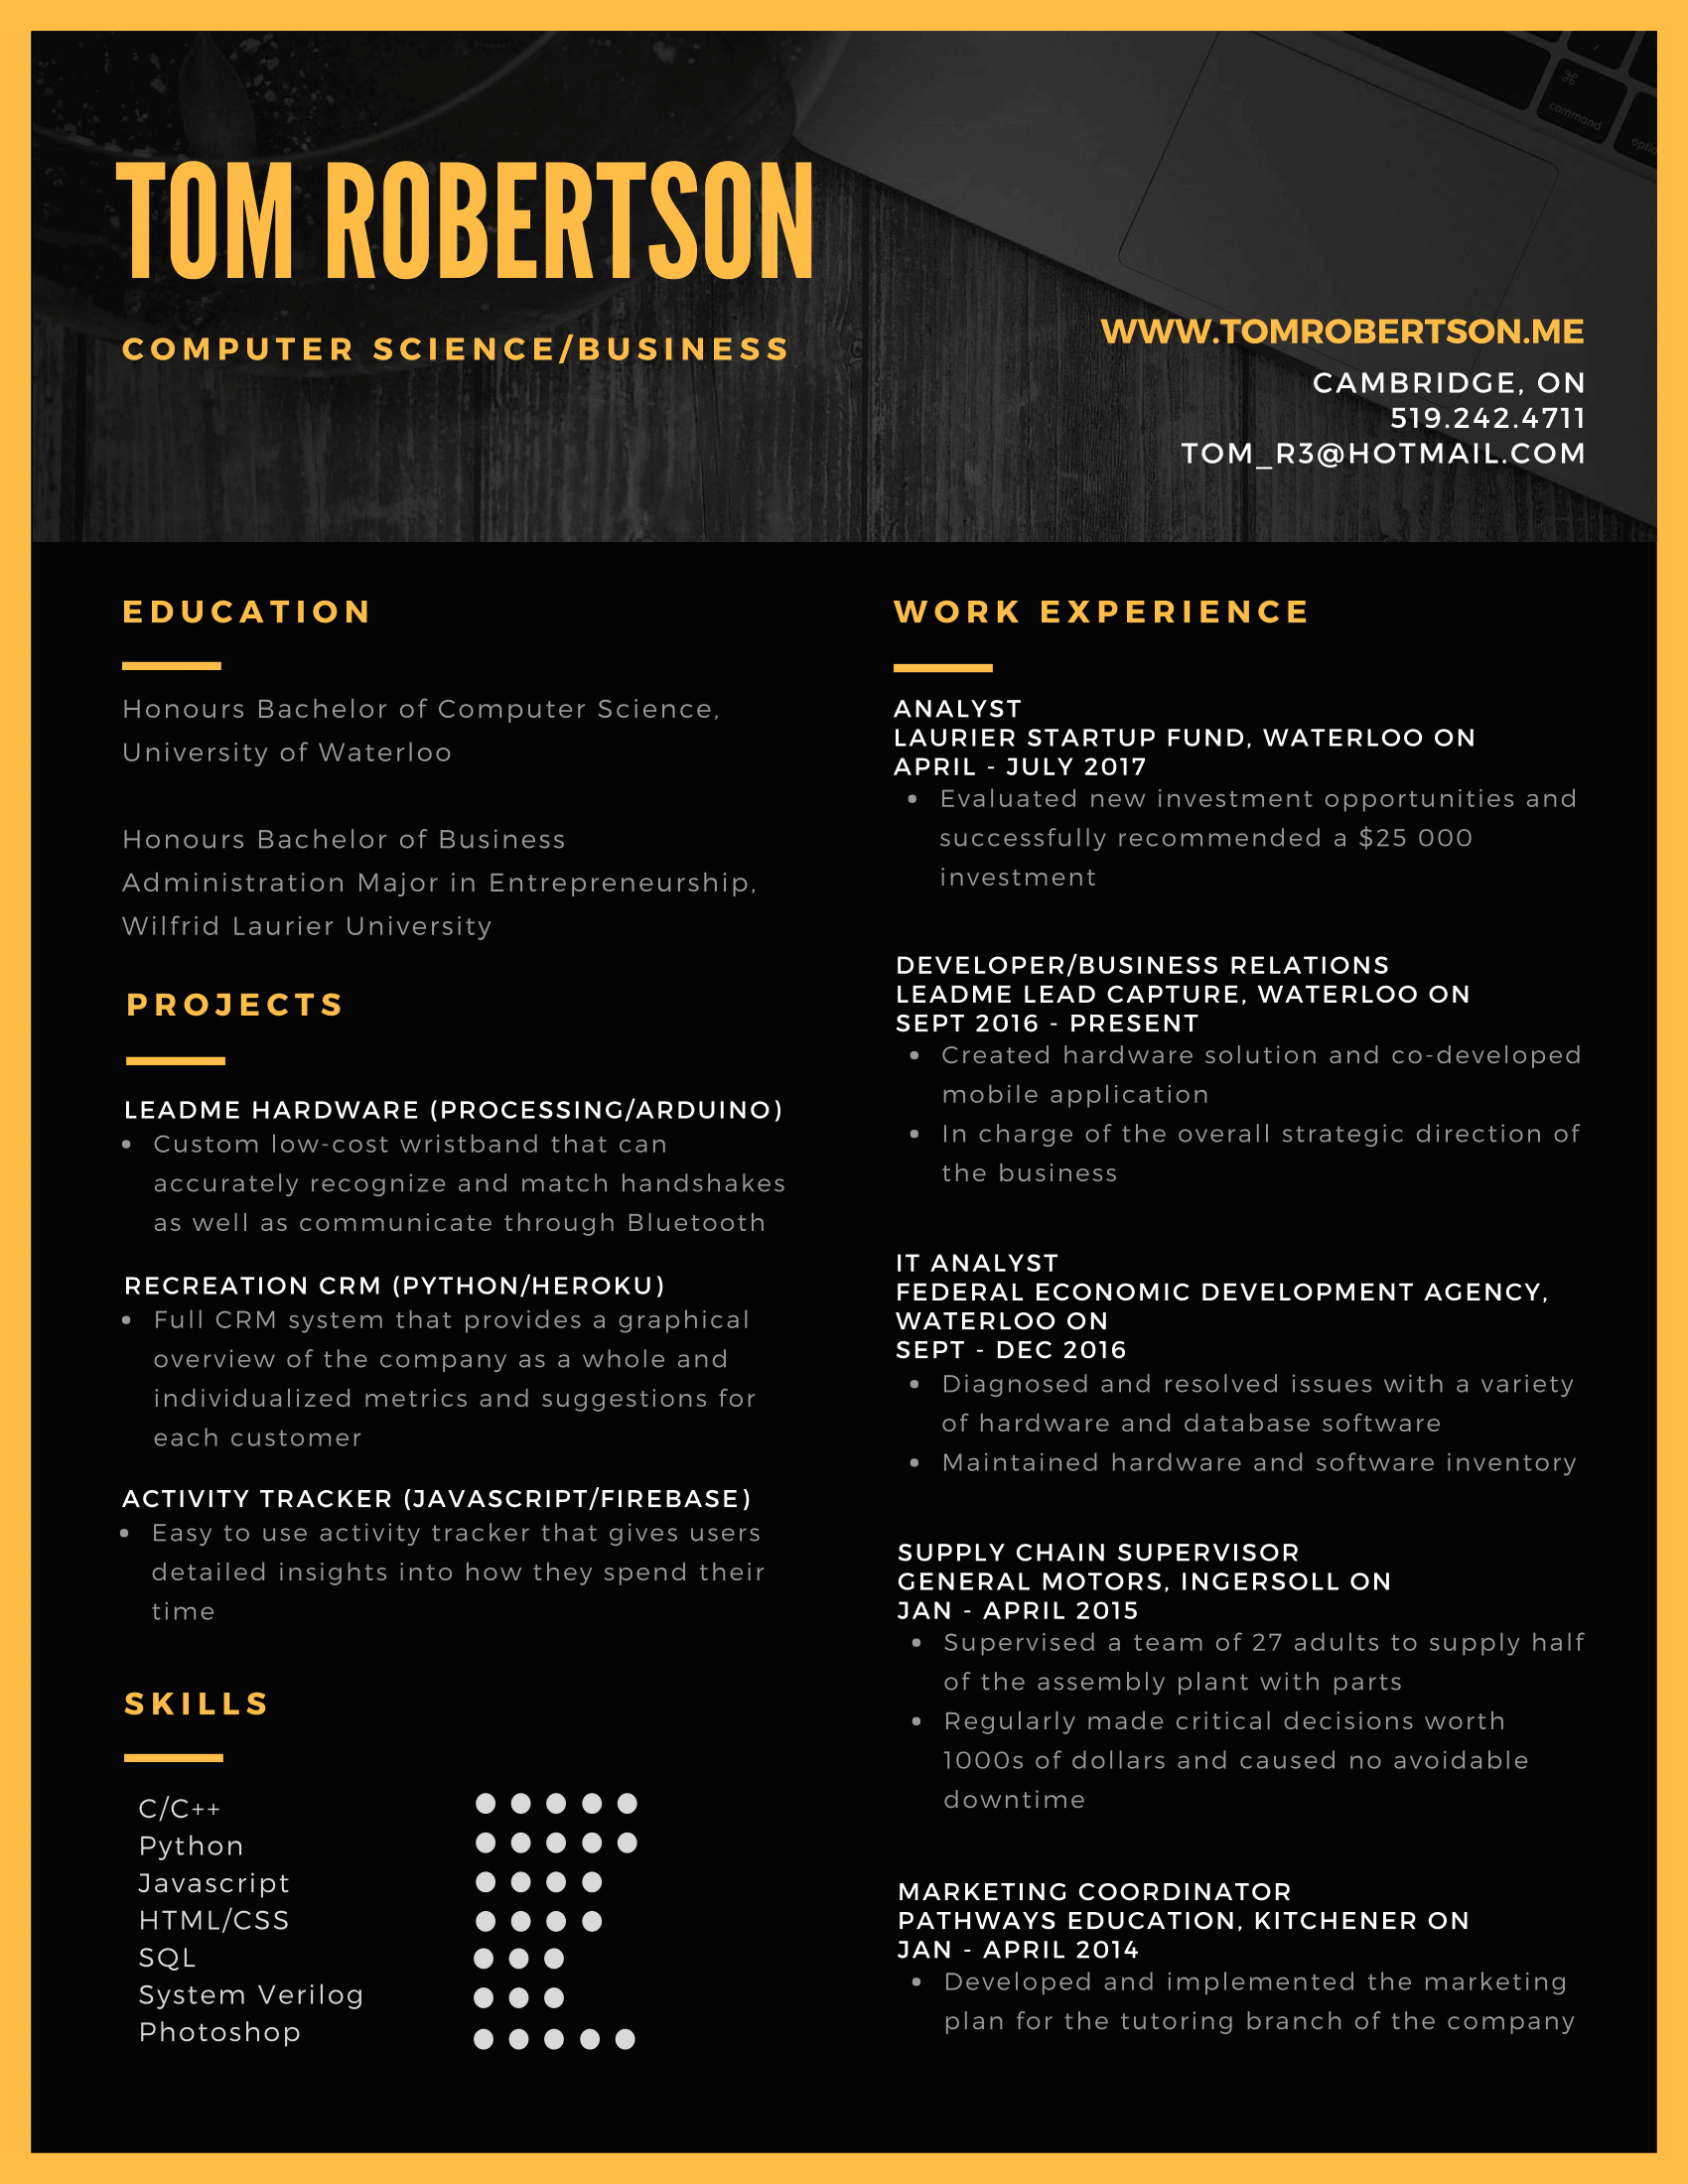 TOM ROBERTSON
COMPUTER SCIENCE/BUSINESS
WWW.TOMROBERTSON.ME
CAMBRIDGE, ON
519.242.4711
TOM_R3@HOTMAIL.COM
command
EDUCATION
Honours Bachelor of Computer Science,
University of Waterloo
Honours Bachelor of Business
Administration Major in Entrepreneurship,
Wilfrid Laurier University
PROJECTS
LEADME HARDWARE (PROCESSING/ARDUINO)
• Custom low-cost wristband that can
accurately recognize and match handshakes
as well as communicate through Bluetooth
RECREATION CRM (PYTHON/HEROKU)
• Full CRM system that provides a graphical
overview of the company as a whole and
individualized metrics and suggestions for
each customer
ACTIVITY TRACKER (JAVASCRIPT/FIREBASE)
• Easy to use activity tracker that gives users
detailed insights into how they spend their
time
SKILLS
C/C++
Python
Javascript
HTML/CSS
SQL
System Verilog
Photoshop
WORK EXPERIENCE
ANALYST
LAURIER STARTUP FUND, WATERLOO ON
APRIL - JULY 2017
• Evaluated new investment opportunities and
successfully recommended a $25 000
investment
DEVELOPER/BUSINESS RELATIONS
LEADME LEAD CAPTURE, WATERLOO ON
SEPT 2016 - PRESENT
• Created hardware solution and co-developed
mobile application
• In charge of the overall strategic direction of
the business
IT ANALYST
FEDERAL ECONOMIC DEVELOPMENT AGENCY,
WATERLOO ON
SEPT - DEC 2016
• Diagnosed and resolved issues with a variety
of hardware and database software
• Maintained hardware and software inventory
SUPPLY CHAIN SUPERVISOR
GENERAL MOTORS, INGERSOLL ON
JAN - APRIL 2015
• Supervised a team of 27 adults to supply half
of the assembly plant with parts
• Regularly made critical decisions worth
1000s of dollars and caused no avoidable
downtime
MARKETING COORDINATOR
PATHWAYS EDUCATION, KITCHENER ON
JAN - APRIL 2014
• Developed and implemented the marketing
plan for the tutoring branch of the company